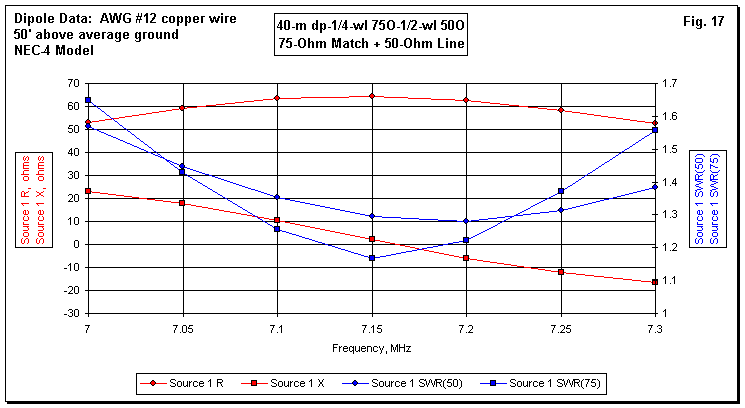 Dipole Data:  AWG #12 copper wire
50' above average ground
NEC-4 Model
40-m dp-1/4-wl 75O-1/2-wl 50O
75-Ohm Match + 50-Ohm Line
Fig. 17
70
60
50
40
30
20
10
0
-10
-20
-30
1.7
1.6
1.5
1.4
1.3
1.2
1.1
1
Source 1 R, ohms
Source 1 X, ohms
Source 1 SWR(50)
Source 1 SWR(75)
7
7.05
7.1
7.15
7.2
7.25
7.3
Frequency, MHz
Source 1 R
Source 1 X
Source 1 SWR(50)
Source 1 SWR(75)